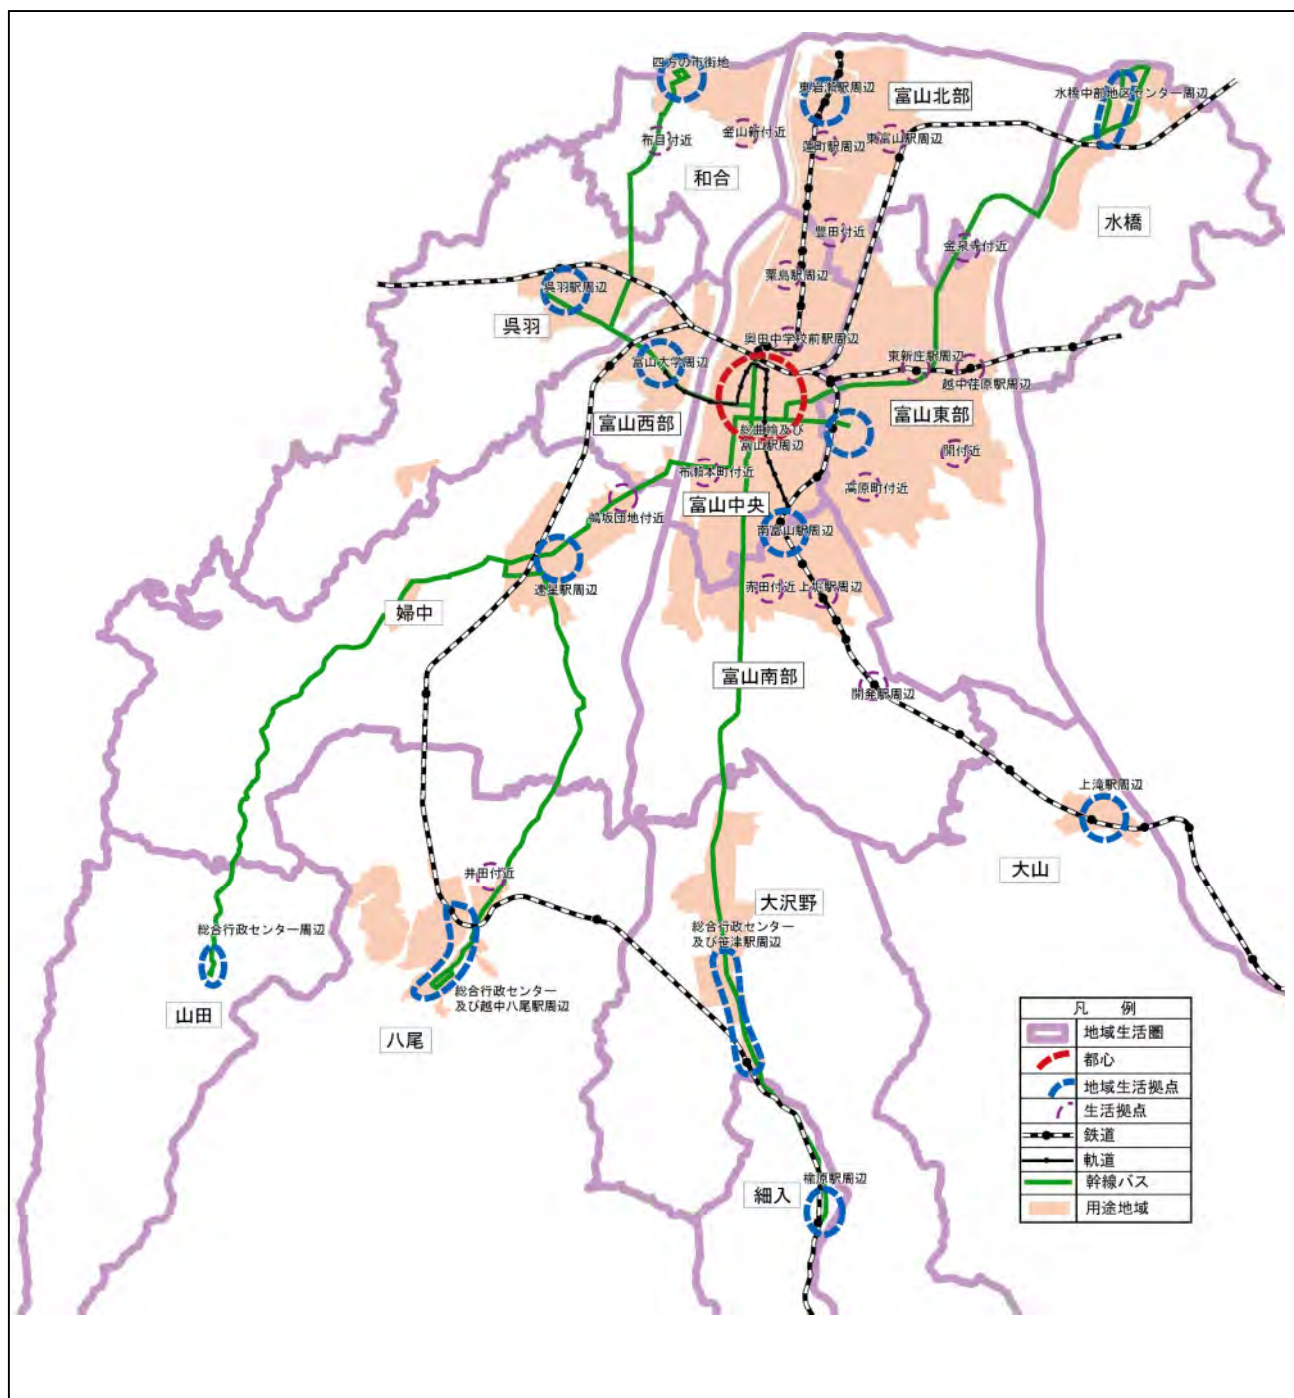 四方の市街地
東岩瀬駅周辺
富山北部
水橋中部地区センター周辺
布目付近
金山新付近
蓮町駅周辺
東富山駅周辺
和合
水橋
豊田付近
金泉寺付近
粟島駅周辺
呉羽駅周辺
呉羽
奥田中学校前駅周辺
富山大学周辺
東新庄駅周辺
越中荏原駅周辺
富山西部
富山東部
総曲輪及び
富山駅周辺
開付近
布瀬本町付近
高原町付近
富山中央
鵯坂団地付近
南富山駅周辺
速星駅周辺
赤田付近
上堀駅周辺
婦中
富山南部
開発駅周辺
上滝駅周辺
大山
井田付近
大沢野
総合行政センター周辺
総合行政センター
及び笹津駅周辺
山田
総合行政センター
及び越中八尾駅周辺
八尾
楡原駅周辺
細入
凡 例
地域生活圏
都心
地域生活拠点
生活拠点
鉄道
軌道
幹線バス
用途地域